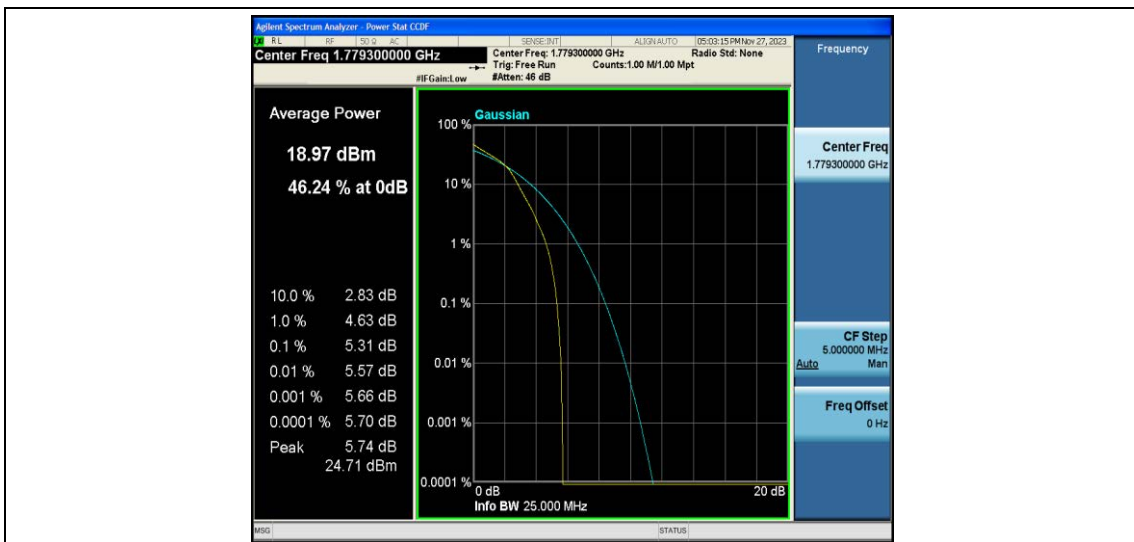 Agilent Spectrum Analyzer - Power Stat CCDF
RL RF 50 Ω AC SENSE:INT ALIGN AUTO 05:03:15 PM Nov 27, 2023
Center Freq 1.779300000 GHz
Center Freq: 1.779300000 GHz Radio Std: None
Trig: Free Run Counts:1.00 M/1.00 Mpt
#IFGain:Low #Atten: 46 dB
Frequency
Average Power
18.97 dBm
46.24 % at 0dB
10.0 % 2.83 dB
1.0 % 4.63 dB
0.1 % 5.31 dB
0.01 % 5.57 dB
0.001 % 5.66 dB
0.0001 % 5.70 dB
Peak 5.74 dB
24.71 dBm
Gaussian
100 %
10 %
1 %
0.1 %
0.01 %
0.001 %
0.0001 %
0 dB 20 dB
Info BW 25.000 MHz
Center Freq
1.779300000 GHz
CF Step
5.000000 MHz
Auto Man
Freq Offset
0 Hz
MSG STATUS